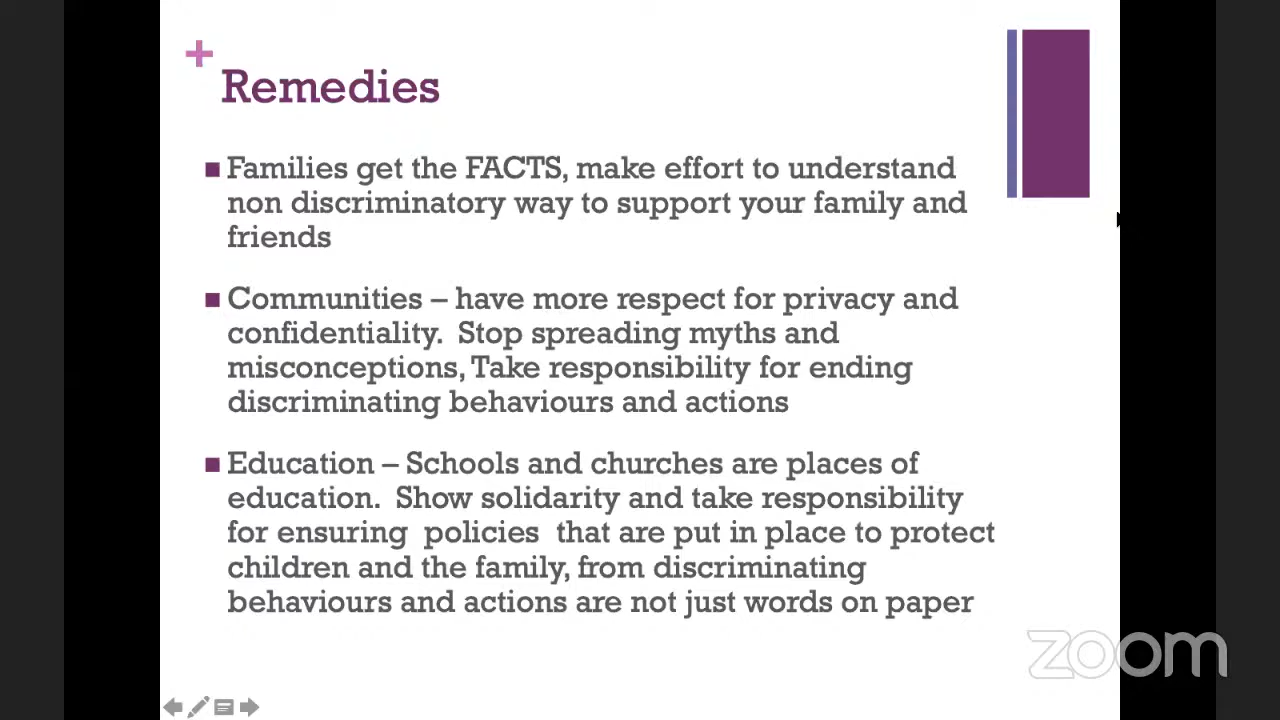 +
Remedies
■ Families get the FACTS, make effort to understand
non discriminatory way to support your family and
friends
■ Communities – have more respect for privacy and
confidentiality.  Stop spreading myths and
misconceptions, Take responsibility for ending
discriminating behaviours and actions
■ Education – Schools and churches are places of
education.  Show solidarity and take responsibility
for ensuring  policies  that are put in place to protect
children and the family, from discriminating
behaviours and actions are not just words on paper
zoom